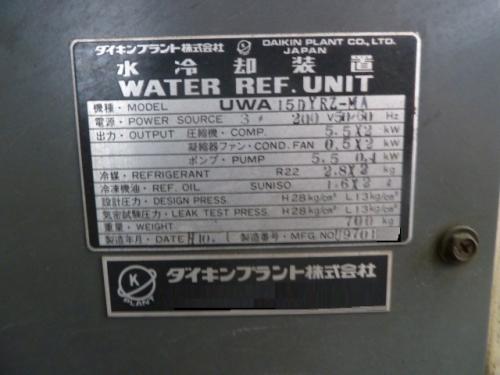 ダイキンプラント株式会社 DAIKIN PLANT CO., LTD. JAPAN
水冷却装置
WATER REF. UNIT
機種・MODEL UWA 15DYRZ-MA
電源・POWER SOURCE 3 φ 200 V 50/60 Hz
出力・OUTPUT 圧縮機・COMP. 5.5X2 kW
凝縮器ファン・COND. FAN 0.5X2 kW
ポンプ・PUMP 5.5 0.4 kW
冷媒・REFRIGERANT R22 2.8X2 kg
冷凍機油・REF. OIL SUNISO 1.6X2 ℓ
設計圧力・DESIGN PRESS. H28kg/cm² L13kg/cm²
気密試験圧力・LEAK TEST PRESS. H28kg/cm² L13kg/cm²
重量・WEIGHT 700 kg
製造年月・DATE H10. 1 製造番号・MFG. NO U9701
K PLANT ダイキンプラント株式会社